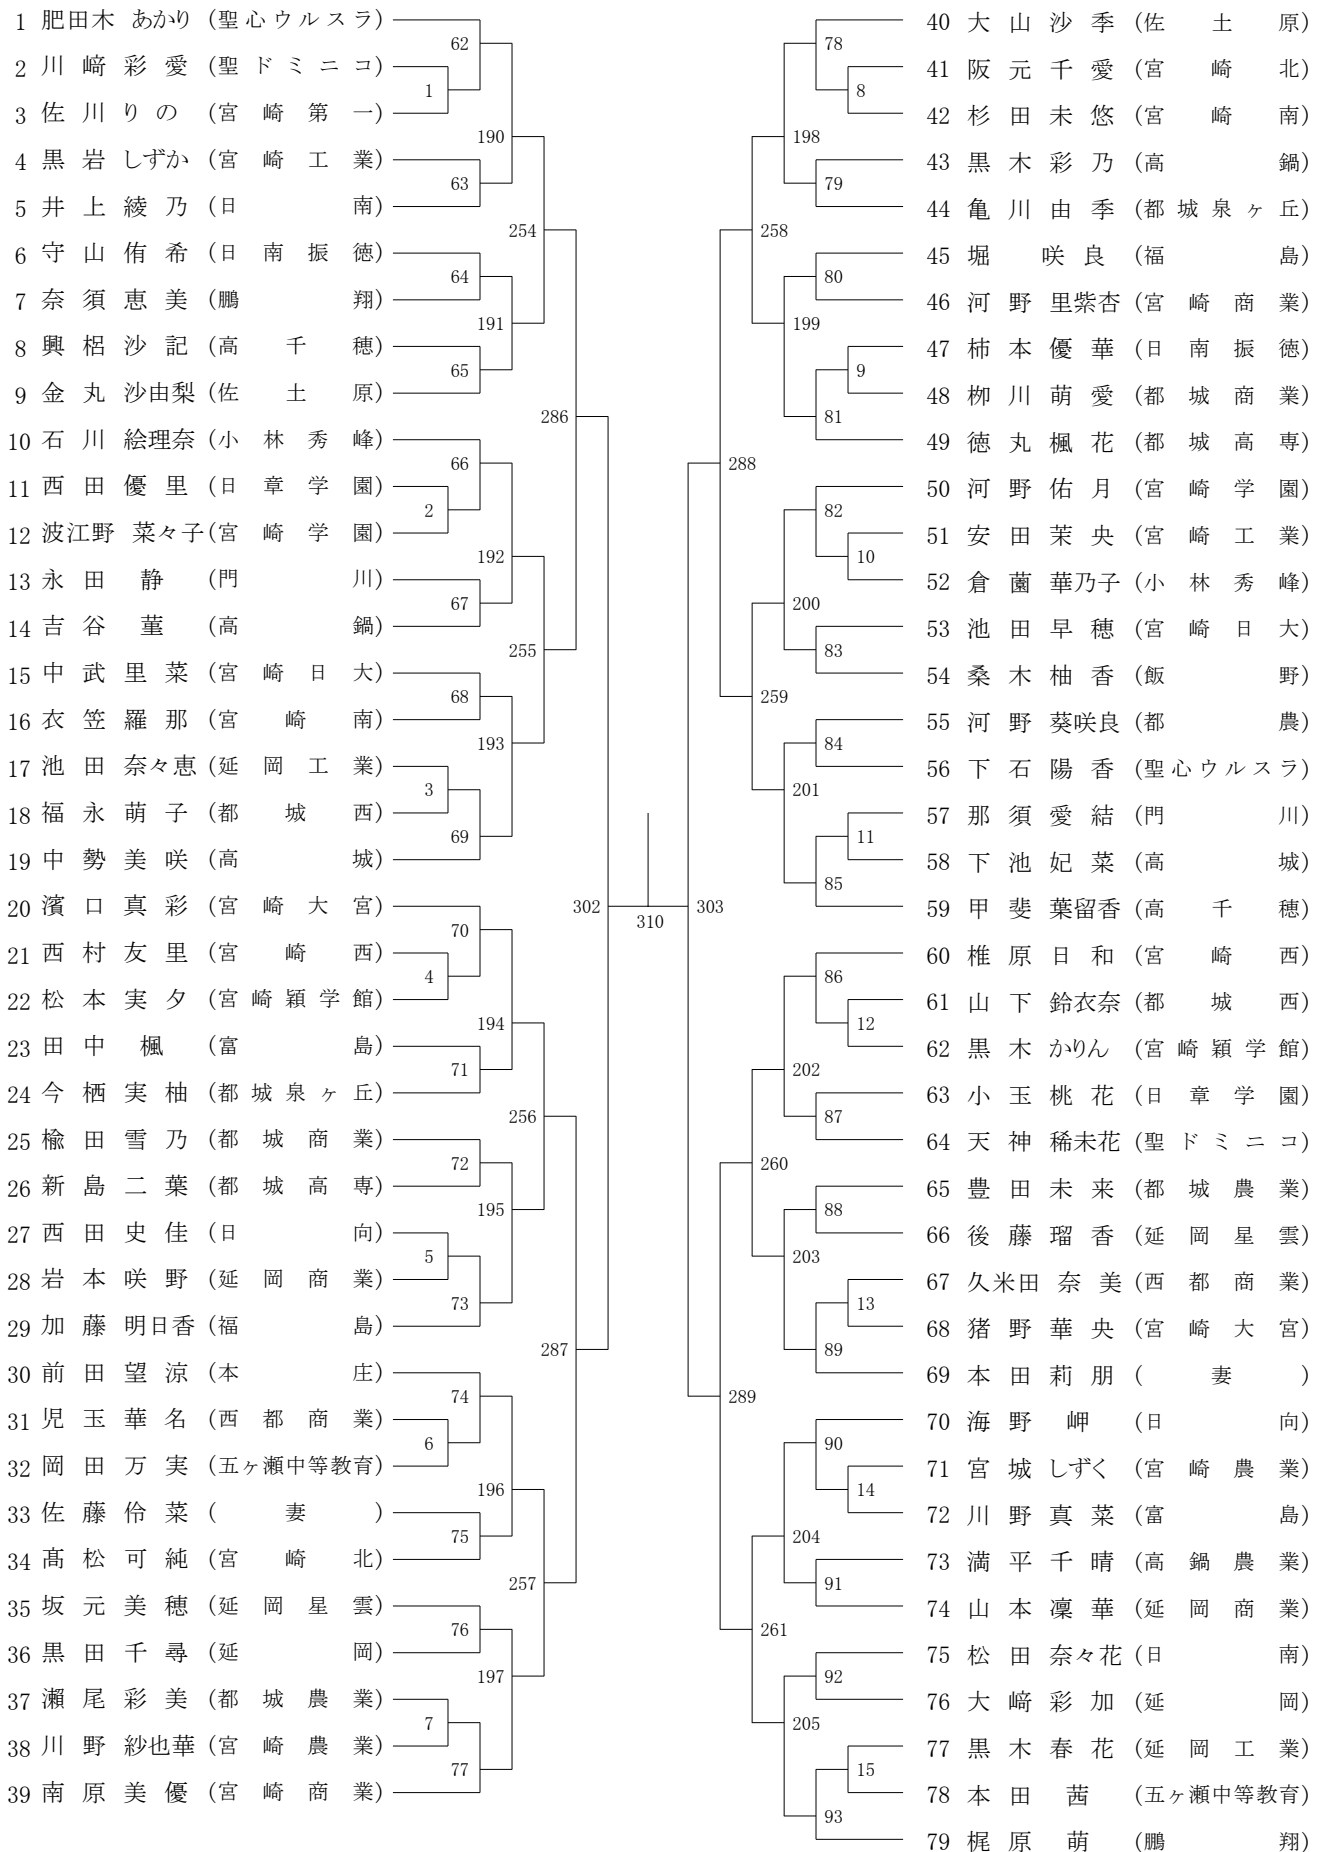 1 肥田木 あかり (聖心ウルスラ)
2 川﨑彩愛 (聖ドミニコ)
3 佐川りの (宮崎第一)
4 黒岩しずか (宮崎工業)
5 井上綾乃 (日南)
6 守山侑希 (日南振徳)
7 奈須恵美 (鵬翔)
8 興梠沙記 (高千穂)
9 金丸沙由梨 (佐土原)
10 石川絵理奈 (小林秀峰)
11 西田優里 (日章学園)
12 波江野 菜々子 (宮崎学園)
13 永田静 (門川)
14 吉谷菫 (高鍋)
15 中武里菜 (宮崎日大)
16 衣笠羅那 (宮崎南)
17 池田奈々恵 (延岡工業)
18 福永萌子 (都城西)
19 中勢美咲 (高城)
20 濱口真彩 (宮崎大宮)
21 西村友里 (宮崎西)
22 松本実夕 (宮崎穎学館)
23 田中楓 (富島)
24 今栖実柚 (都城泉ヶ丘)
25 楡田雪乃 (都城商業)
26 新島二葉 (都城高専)
27 西田史佳 (日向)
28 岩本咲野 (延岡商業)
29 加藤明日香 (福島)
30 前田望涼 (本庄)
31 児玉華名 (西都商業)
32 岡田万実 (五ヶ瀬中等教育)
33 佐藤伶菜 (妻)
34 髙松可純 (宮崎北)
35 坂元美穂 (延岡星雲)
36 黒田千尋 (延岡)
37 瀬尾彩美 (都城農業)
38 川野紗也華 (宮崎農業)
39 南原美優 (宮崎商業)
62
1
190
63
254
64
191
65
286
66
2
192
67
255
68
193
3
69
302
70
4
194
71
256
72
195
5
73
287
74
6
196
75
257
76
197
7
77
310
303
78
8
198
79
258
80
199
9
81
288
82
10
200
83
259
84
201
11
85
86
12
202
87
260
88
203
13
89
289
90
14
204
91
261
92
205
15
93
40 大山沙季 (佐土原)
41 阪元千愛 (宮崎北)
42 杉田未悠 (宮崎南)
43 黒木彩乃 (高鍋)
44 亀川由季 (都城泉ヶ丘)
45 堀咲良 (福島)
46 河野里紫杏 (宮崎商業)
47 柿本優華 (日南振徳)
48 栁川萌愛 (都城商業)
49 徳丸楓花 (都城高専)
50 河野佑月 (宮崎学園)
51 安田茉央 (宮崎工業)
52 倉薗華乃子 (小林秀峰)
53 池田早穂 (宮崎日大)
54 桑木柚香 (飯野)
55 河野葵咲良 (都農)
56 下石陽香 (聖心ウルスラ)
57 那須愛結 (門川)
58 下池妃菜 (高城)
59 甲斐葉留香 (高千穂)
60 椎原日和 (宮崎西)
61 山下鈴衣奈 (都城西)
62 黒木かりん (宮崎穎学館)
63 小玉桃花 (日章学園)
64 天神稀未花 (聖ドミニコ)
65 豊田未来 (都城農業)
66 後藤瑠香 (延岡星雲)
67 久米田奈美 (西都商業)
68 猪野華央 (宮崎大宮)
69 本田莉朋 (妻)
70 海野岬 (日向)
71 宮城しずく (宮崎農業)
72 川野真菜 (富島)
73 満平千晴 (高鍋農業)
74 山本凜華 (延岡商業)
75 松田奈々花 (日南)
76 大﨑彩加 (延岡)
77 黒木春花 (延岡工業)
78 本田茜 (五ヶ瀬中等教育)
79 梶原萌 (鵬翔)